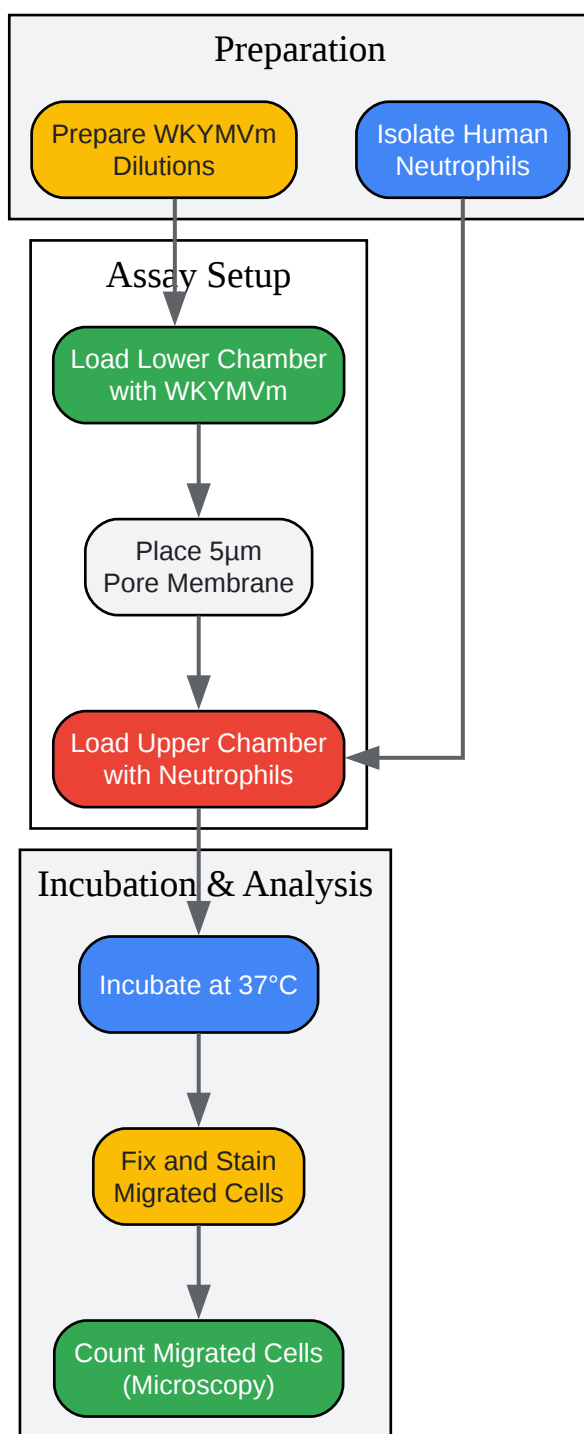 Preparation
Prepare WKYMVm
Dilutions
Isolate Human
Neutrophils
Assay Setup
Load Lower Chamber
with WKYMVm
Place 5µm
Pore Membrane
Load Upper Chamber
with Neutrophils
Incubation & Analysis
Incubate at 37°C
Fix and Stain
Migrated Cells
Count Migrated Cells
(Microscopy)